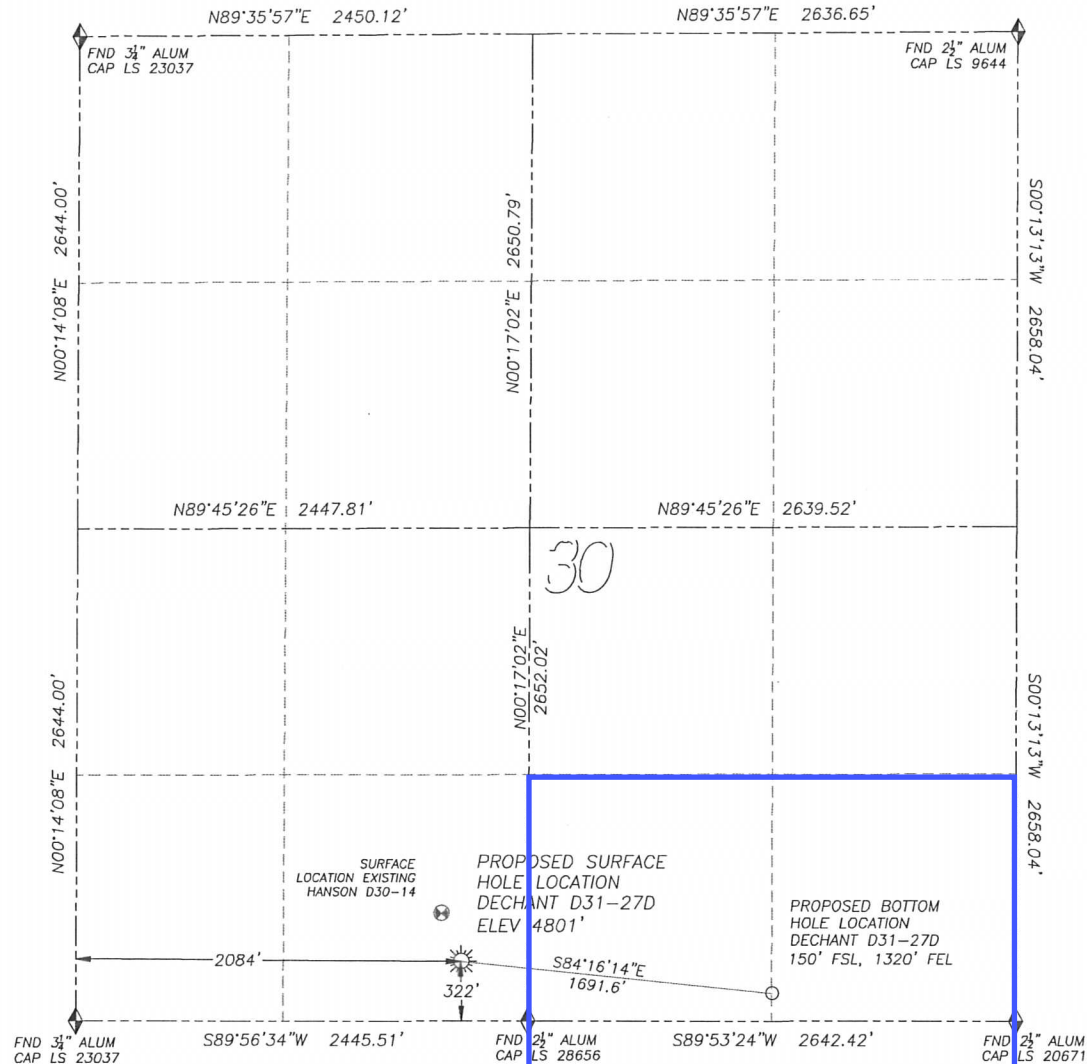 N89°35'57"E 2450.12'
N89°35'57"E 2636.65'
FND 3¼" ALUM
CAP LS 23037
FND 2½" ALUM
CAP LS 9644
N00°14'08"E 2644.00'
N00°17'02"E 2650.79'
S00°13'13"W 2658.04'
N89°45'26"E 2447.81'
N89°45'26"E 2639.52'
30
N00°14'08"E 2644.00'
N00°17'02"E
2652.02'
S00°13'13"W 2658.04'
SURFACE
LOCATION EXISTING
HANSON D30-14
PROPOSED SURFACE
HOLE LOCATION
DECHANT D31-27D
ELEV 4801'
PROPOSED BOTTOM
HOLE LOCATION
DECHANT D31-27D
150' FSL, 1320' FEL
2084'
322'
S84°16'14"E
1691.6'
FND 3¼" ALUM
CAP LS 23037
S89°56'34"W 2445.51'
FND 2½" ALUM
CAP LS 28656
S89°53'24"W 2642.42'
FND 2½" ALUM
CAP LS 20671